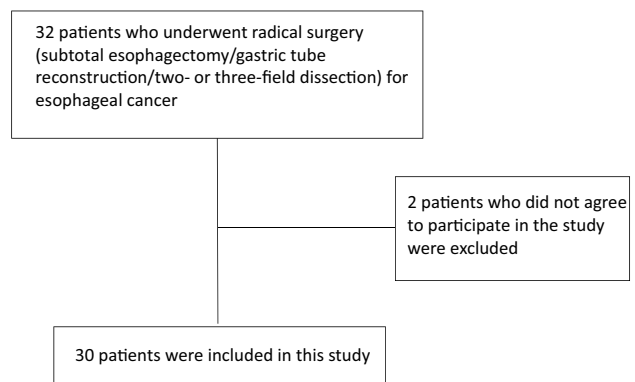 32 patients who underwent radical surgery
(subtotal esophagectomy/gastric tube
reconstruction/two- or three-field dissection) for
esophageal cancer
2 patients who did not agree
to participate in the study
were excluded
30 patients were included in this study